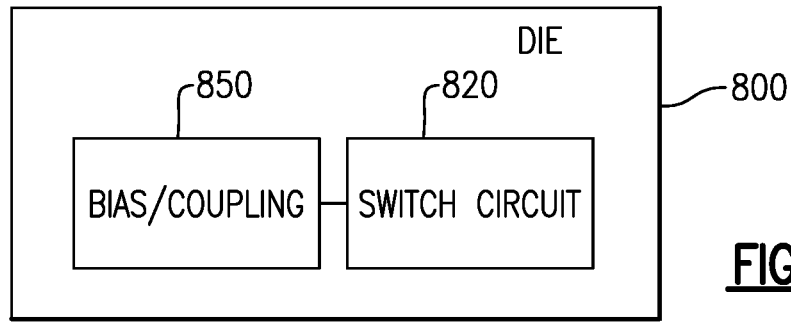 DIE
850
820
800
BIAS/COUPLING
SWITCH CIRCUIT
FIG